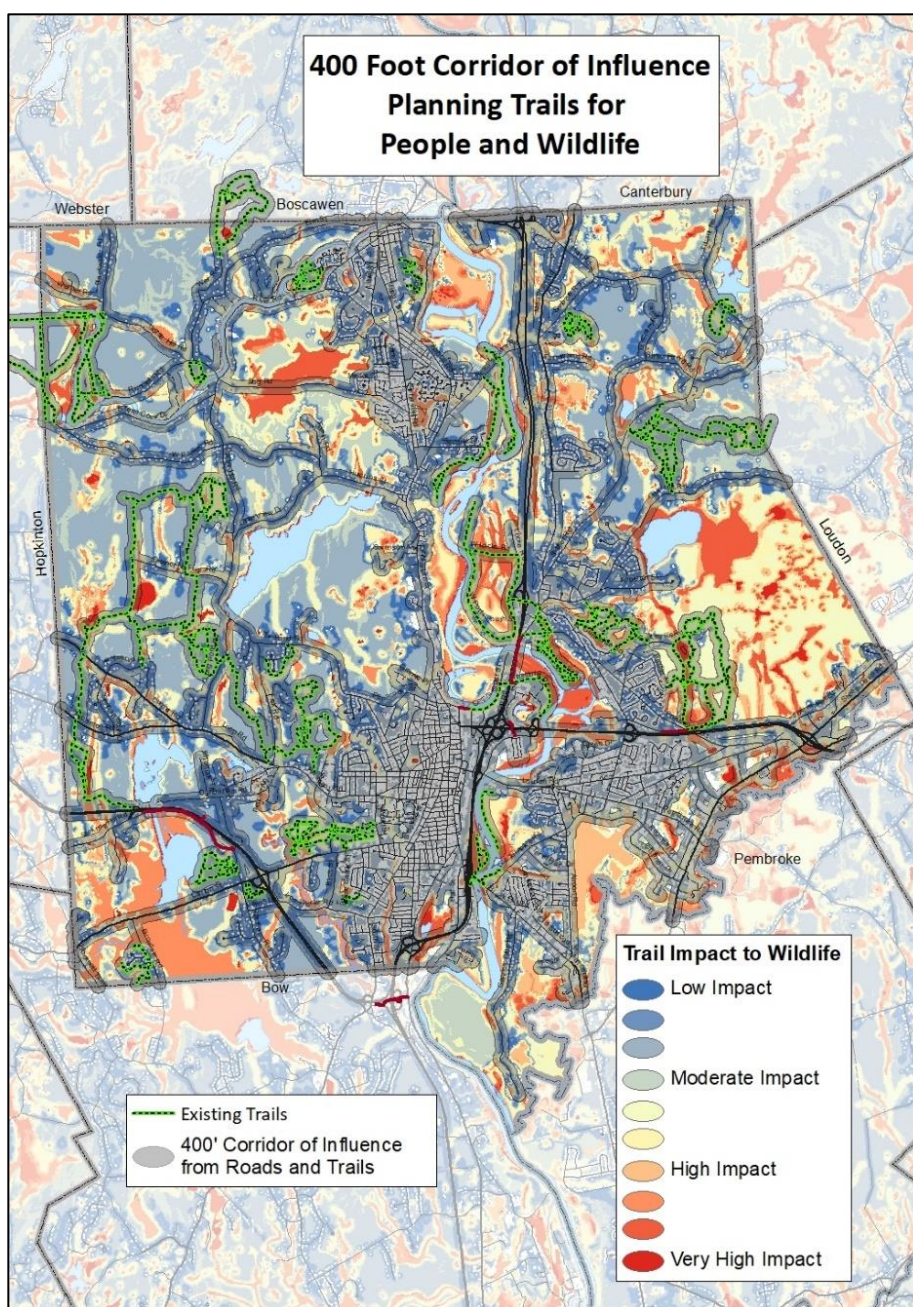 400 Foot Corridor of Influence
Planning Trails for
People and Wildlife
Webster
Boscawen
Canterbury
Hopkinton
Loudon
Pembroke
Bow
Trail Impact to Wildlife
Low Impact
Moderate Impact
High Impact
Very High Impact
Existing Trails
400' Corridor of Influence
from Roads and Trails